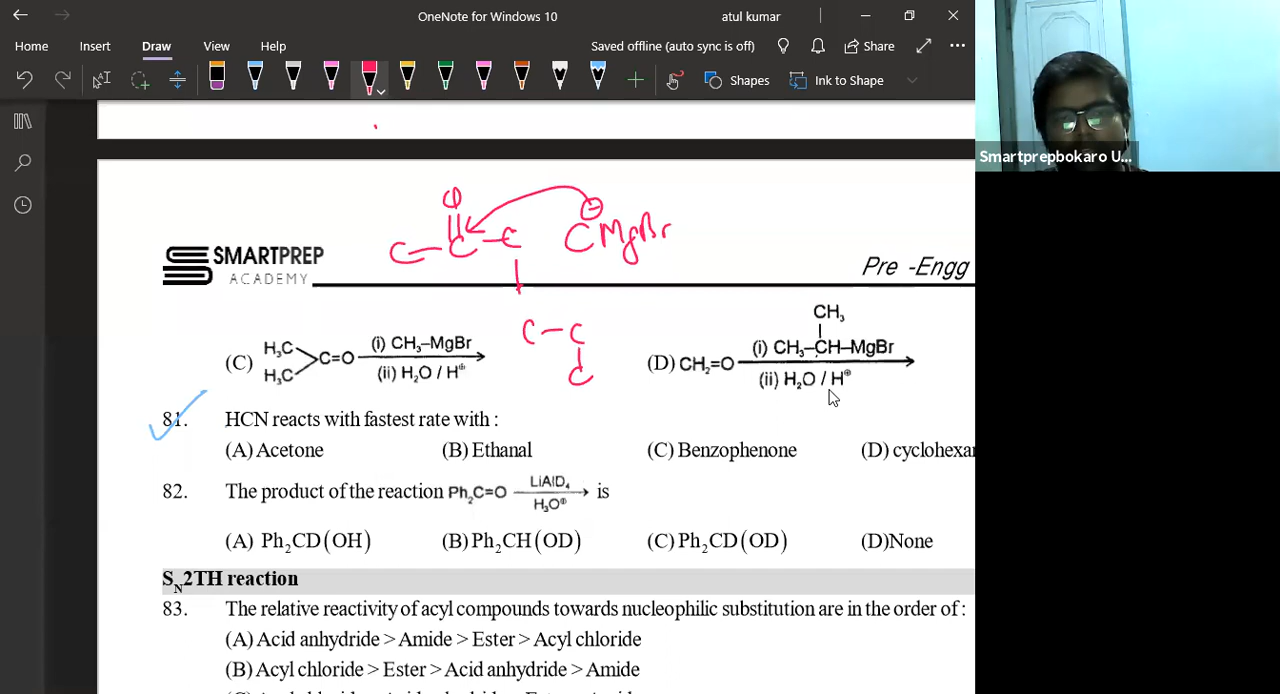 OneNote for Windows 10
atul kumar
Home Insert Draw View Help
Saved offline (auto sync is off)
Share
Shapes
Ink to Shape
Smartprepbokaro U...
O
C – C – C
C MgBr
SMARTPREP
ACADEMY
Pre -Engg
C – C
C
(C) H₃C H₃C C=O (i) CH₃–MgBr (ii) H₂O / H⊕
(D) CH₂=O (i) CH₃–CH–MgBr CH₃ (ii) H₂O / H⊕
81. HCN reacts with fastest rate with :
(A) Acetone (B) Ethanal (C) Benzophenone (D) cyclohexan
82. The product of the reaction Ph₂C=O LiAlD₄ H₃O⊕ is
(A) Ph₂CD(OH) (B) Ph₂CH(OD) (C) Ph₂CD(OD) (D)None
SN2TH reaction
83. The relative reactivity of acyl compounds towards nucleophilic substitution are in the order of :
(A) Acid anhydride > Amide > Ester > Acyl chloride
(B) Acyl chloride > Ester > Acid anhydride > Amide